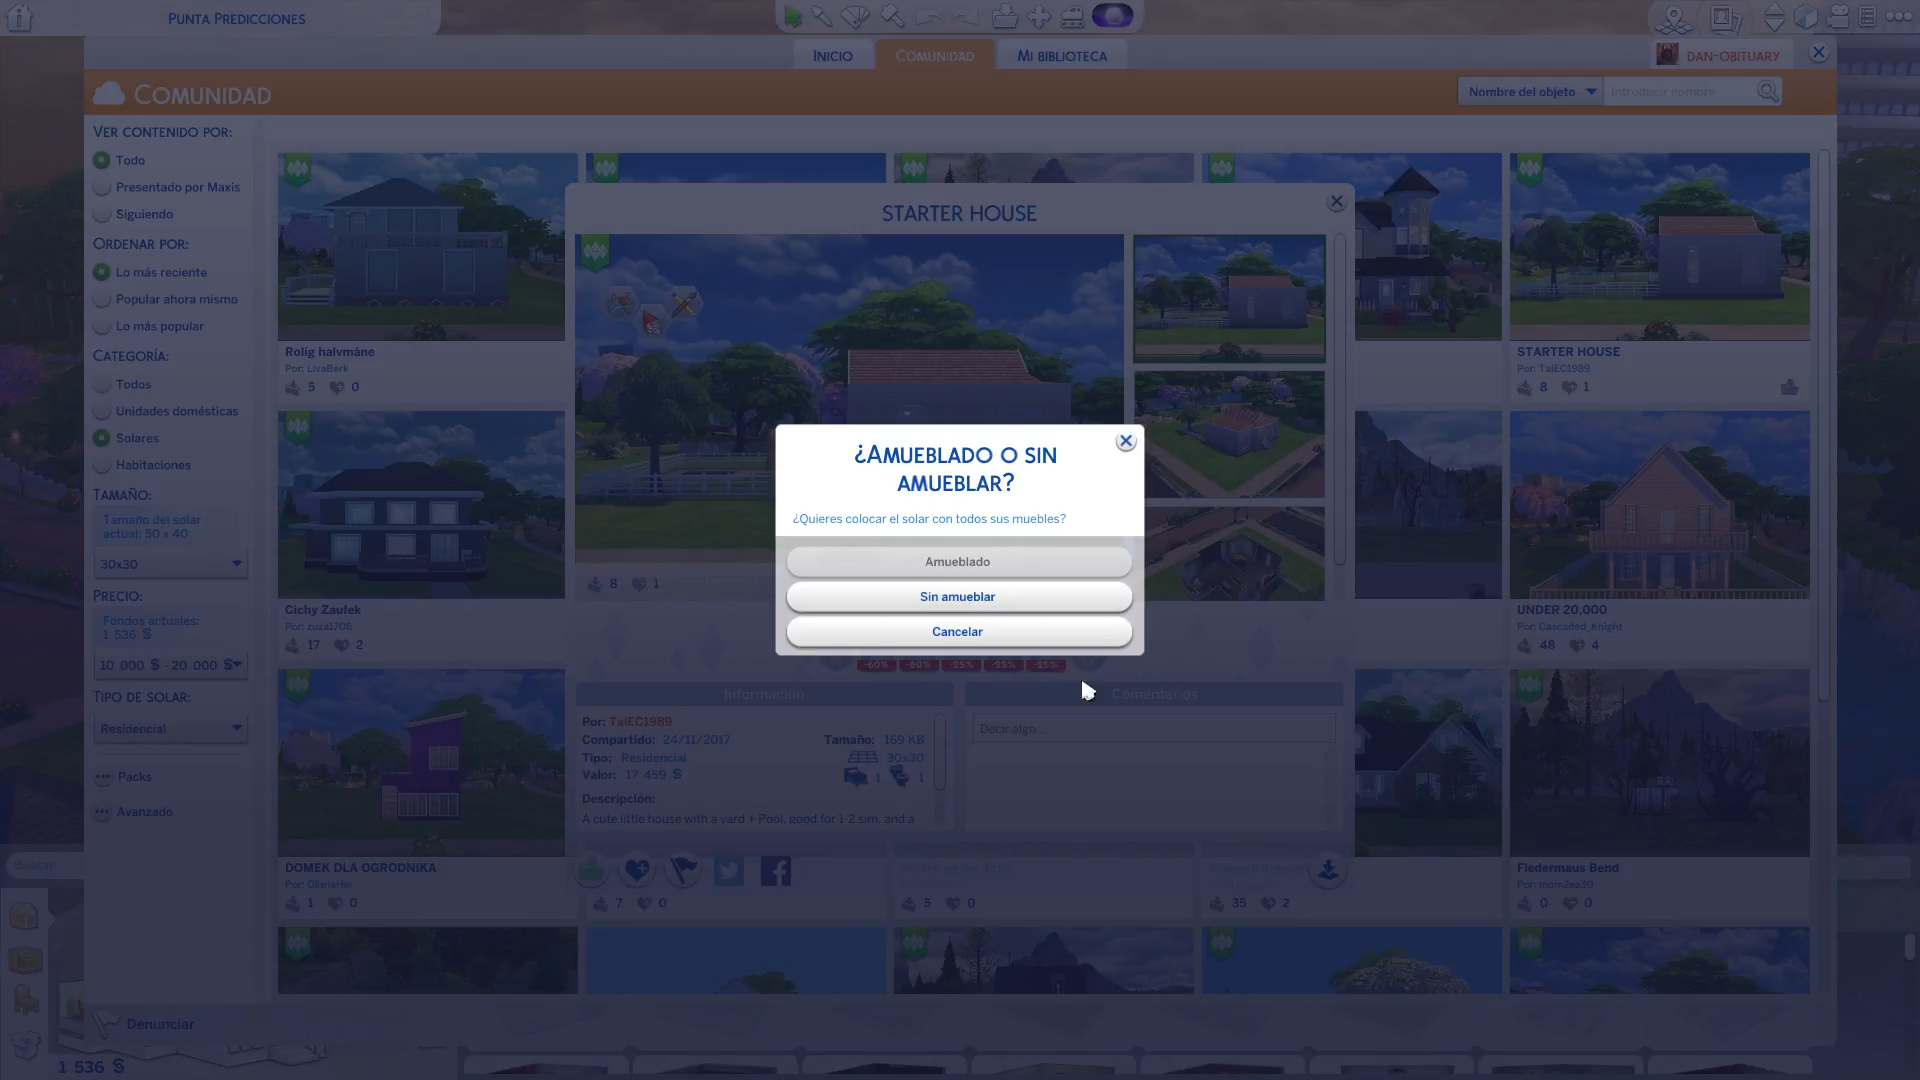 PUNTA PREDICCIONES
INICIO
COMUNIDAD
MI BIBLIOTECA
DAN-OBITUARY
COMUNIDAD
Nombre del objeto
Introducir nombre
VER CONTENIDO POR:
Todo
Presentado por Maxis
Siguiendo
ORDENAR POR:
Lo más reciente
Popular ahora mismo
Lo más popular
CATEGORÍA:
Todos
Unidades domésticas
Solares
Habitaciones
TAMAÑO:
Tamaño del solar
actual: 50 x 40
30x30
PRECIO:
Fondos actuales:
1 536 $
10 000 $ - 20 000 $
TIPO DE SOLAR:
Residencial
Packs
Avanzado
Buscar
Denunciar
1 536 $
Rolig halvmåne
Por: LivaBerk
5 0
STARTER HOUSE
Por: TalEC1989
8 1
Cichy Zaułek
Por: zuza1706
17 2
UNDER 20,000
Por: Cascaded_Knight
48 4
DOMEK DLA OGRODNIKA
Por: OliwiaHer
1 0
7 0
5 0
35 2
Fledermaus Bend
Por: mom2ea30
0 0
STARTER HOUSE
8 1
¿AMUEBLADO O SIN
AMUEBLAR?
¿Quieres colocar el solar con todos sus muebles?
Amueblado
Sin amueblar
Cancelar
-60% -60% -25% -25% -25%
Información
Por: TalEC1989
Compartido: 24/11/2017
Tamaño: 169 KB
Tipo: Residencial
30x30
Valor: 17 459 $
1 1
Descripción:
A cute little house with a yard + Pool, good for 1-2 sim, and a
Comentarios
Decir algo...